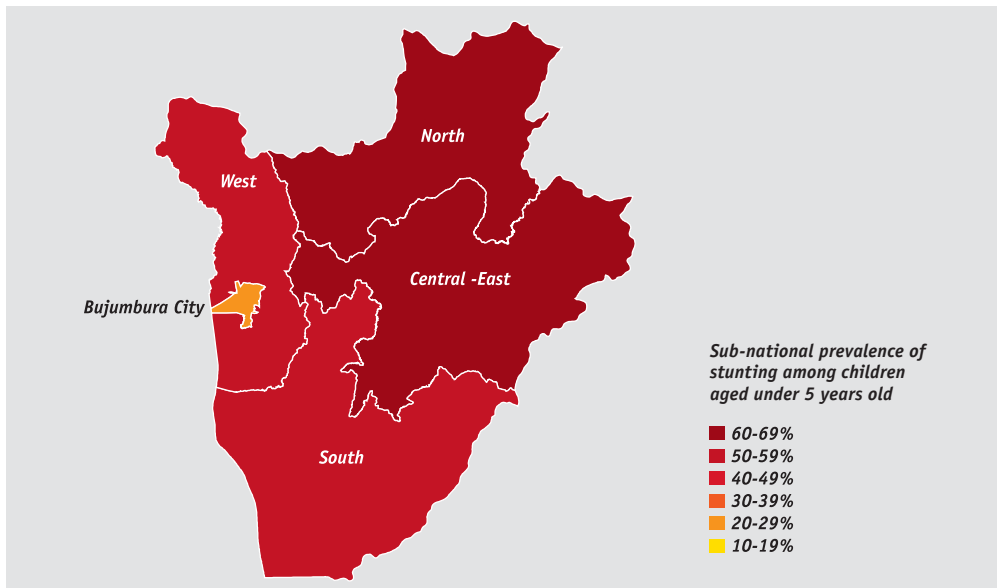 North
West
Central -East
Bujumbura City
South
Sub-national prevalence of
stunting among children
aged under 5 years old
60-69%
50-59%
40-49%
30-39%
20-29%
10-19%